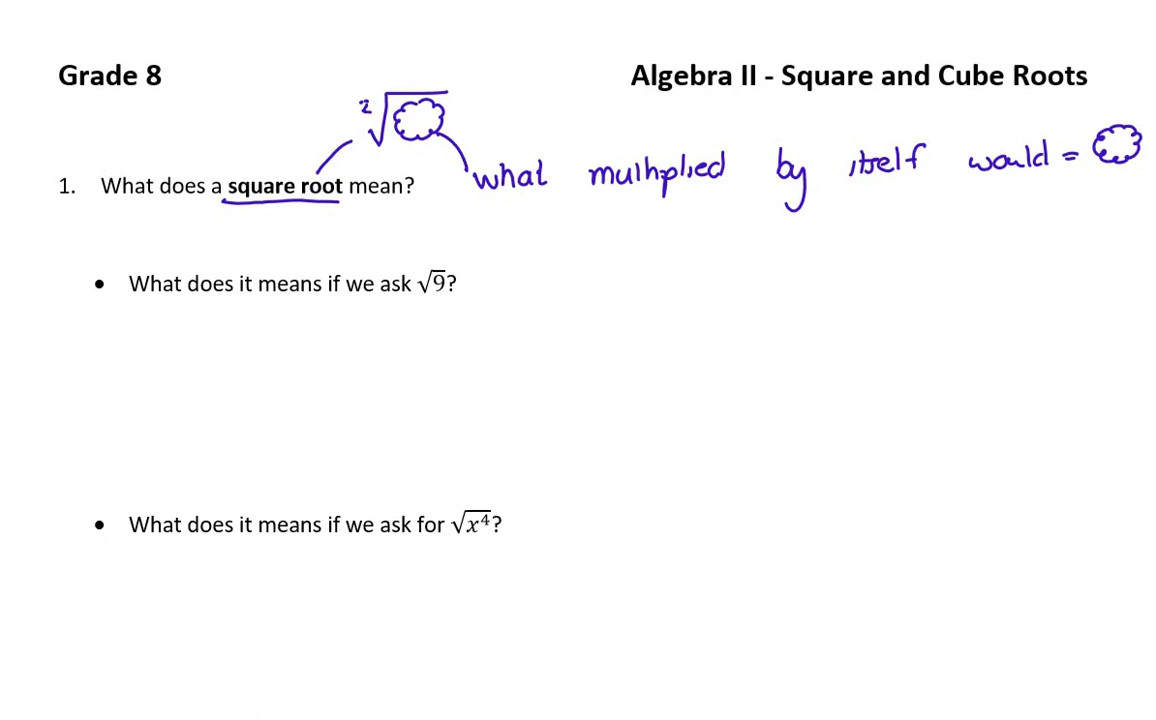 Grade 8 Algebra II - Square and Cube Roots
²√
what multiplied by itself would =
1. What does a square root mean?
• What does it means if we ask √9?
• What does it means if we ask for √x⁴?